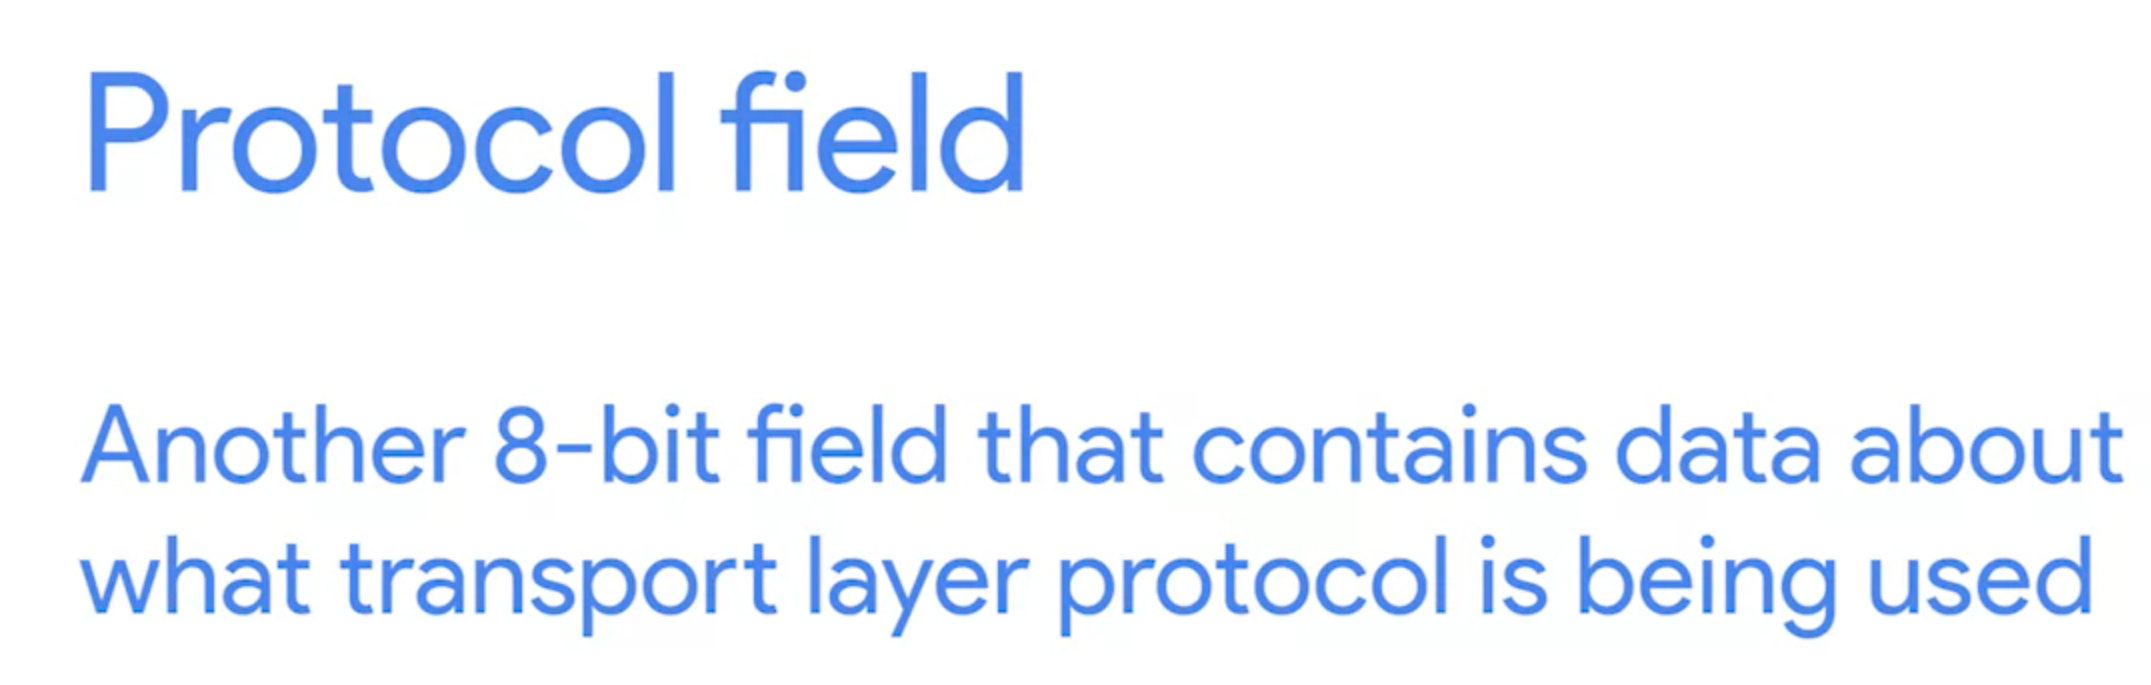 Protocol field
Another 8-bit field that contains data about
what transport layer protocol is being used